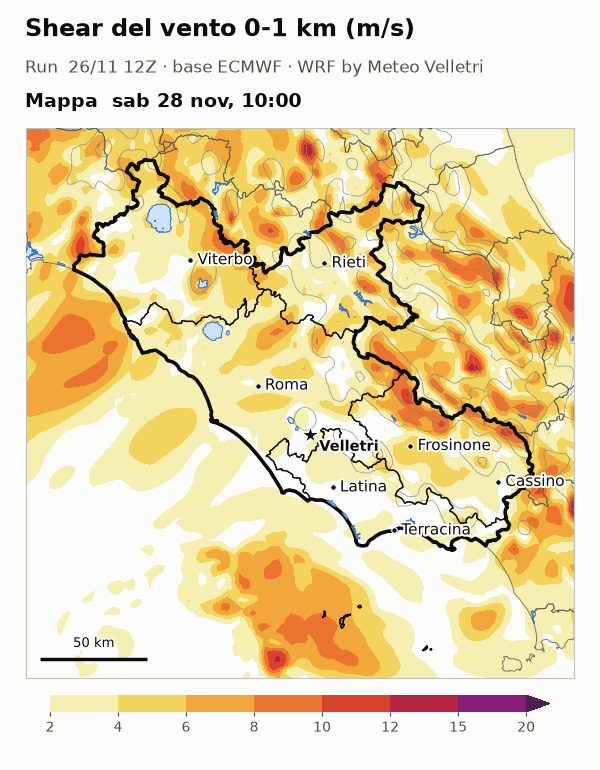 Shear del vento 0-1 km (m/s)
Run  26/11 12Z · base ECMWF · WRF by Meteo Velletri
Mappa  sab 28 nov, 10:00
Viterbo
Rieti
Roma
Velletri
Frosinone
Cassino
Latina
Terracina
50 km
2 4 6 8 10 12 15 20